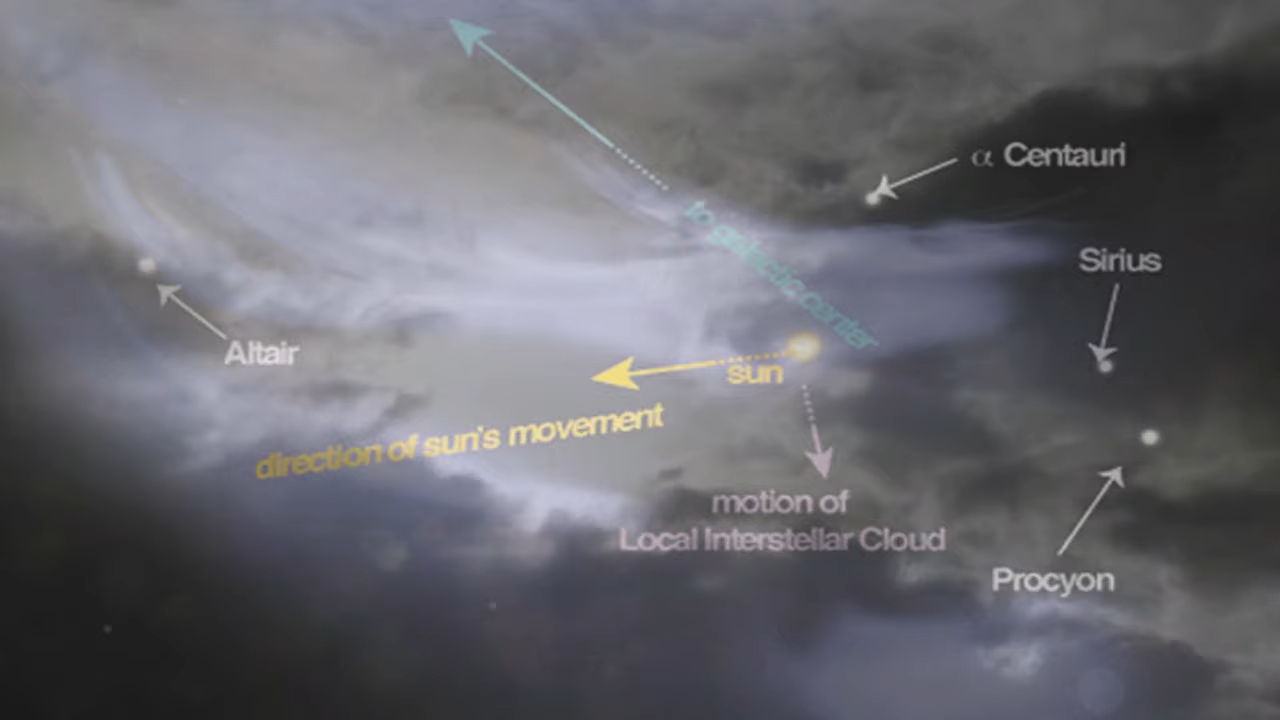 to galactic center
α Centauri
Sirius
Altair
sun
direction of sun's movement
motion of
Local Interstellar Cloud
Procyon